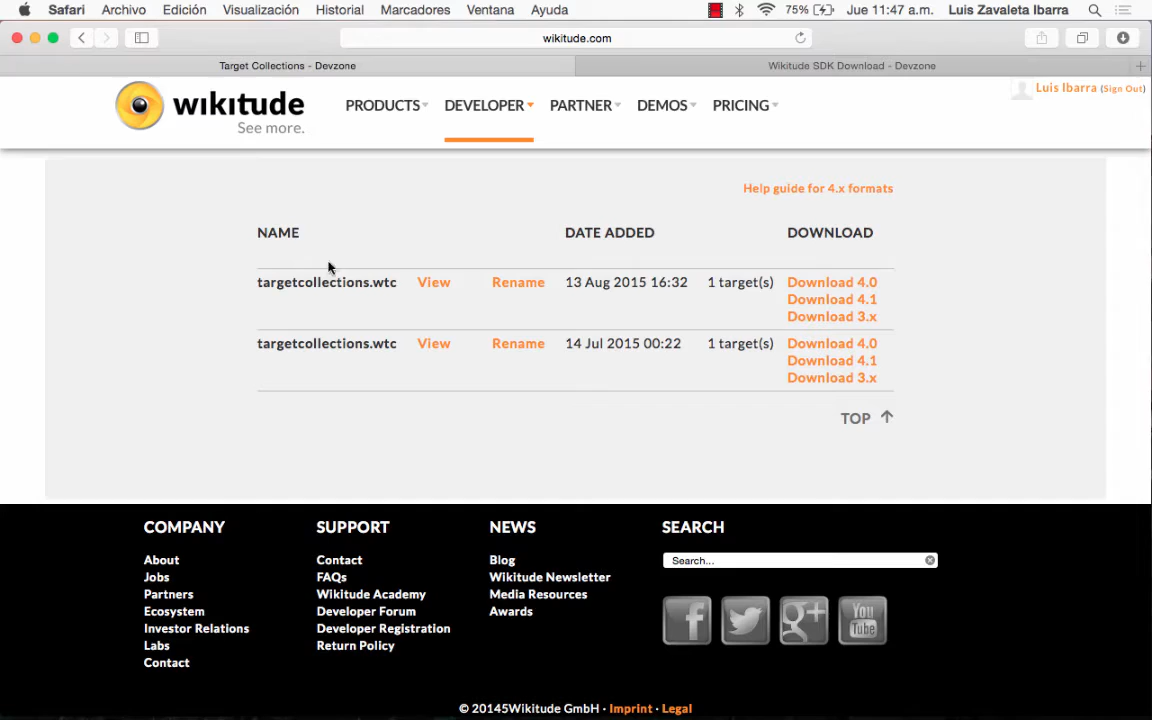 Safari Archivo Edición Visualización Historial Marcadores Ventana Ayuda 75% Jue 11:47 a.m. Luis Zavaleta Ibarra
wikitude.com
Target Collections - Devzone Wikitude SDK Download - Devzone
wikitude PRODUCTS DEVELOPER PARTNER DEMOS PRICING Luis Ibarra (Sign Out)
See more.
Help guide for 4.x formats
NAME DATE ADDED DOWNLOAD
targetcollections.wtc View Rename 13 Aug 2015 16:32 1 target(s) Download 4.0
Download 4.1
Download 3.x
targetcollections.wtc View Rename 14 Jul 2015 00:22 1 target(s) Download 4.0
Download 4.1
Download 3.x
TOP
COMPANY SUPPORT NEWS SEARCH
About Contact Blog Search...
Jobs FAQs Wikitude Newsletter
Partners Wikitude Academy Media Resources
Ecosystem Developer Forum Awards
Investor Relations Developer Registration
Labs Return Policy
Contact
f g+ You Tube
© 20145Wikitude GmbH · Imprint · Legal